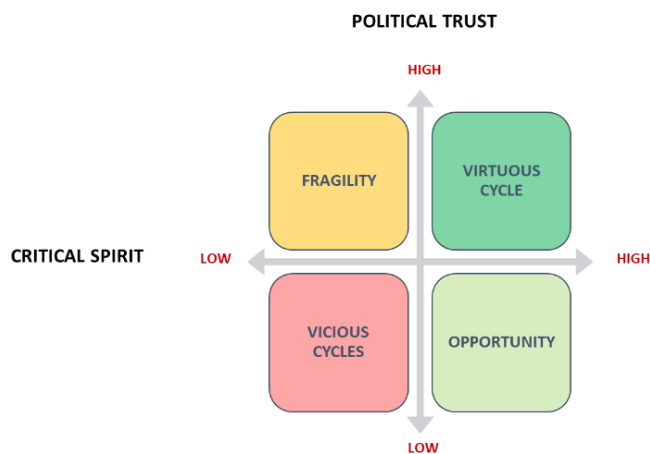 POLITICAL TRUST
HIGH
FRAGILITY
VIRTUOUS
CYCLE
CRITICAL SPIRIT
LOW
HIGH
VICIOUS
CYCLES
OPPORTUNITY
LOW